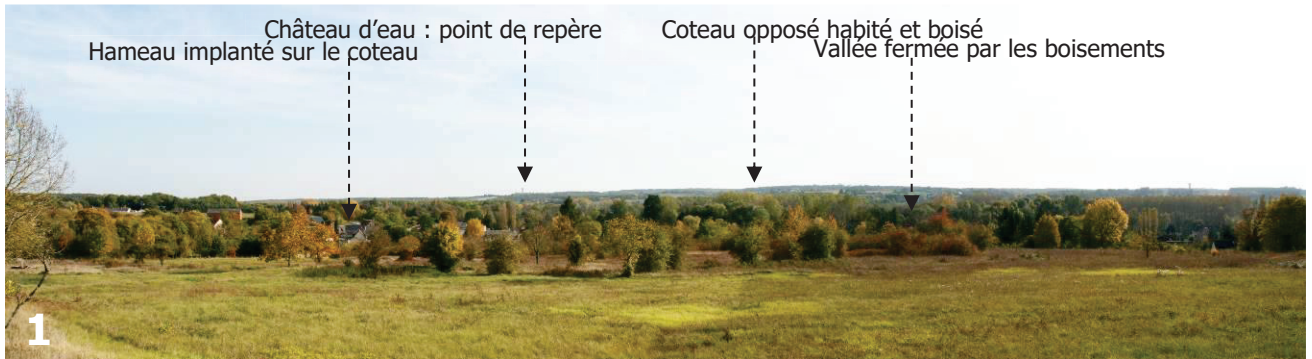 Château d’eau : point de repère
Coteau opposé habité et boisé
Hameau implanté sur le coteau
Vallée fermée par les boisements
1